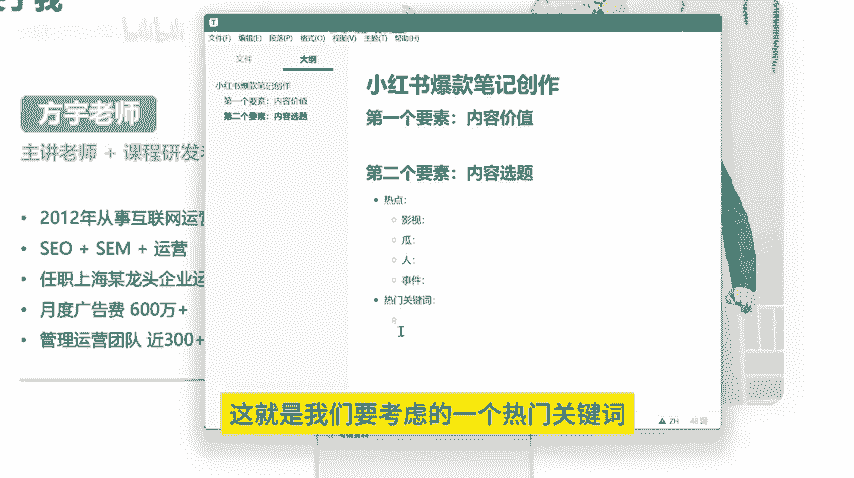 于我
bilibili
方宇老师
主讲老师 + 课程研发
2012年从事互联网运营
SEO + SEM + 运营
任职上海某龙头企业运
月度广告费 600万+
管理运营团队 近300+
文件(F) 编辑(E) 段落(P) 格式(O) 视图(V) 主题(T) 帮助(H)
文件 大纲
小红书爆款笔记创作
第一个要素：内容价值
第二个要素：内容选题
小红书爆款笔记创作
第一个要素：内容价值
第二个要素：内容选题
热点：
影视：
瓜：
人：
事件：
热门关键词：
ZH 48 词
这就是我们要考虑的一个热门关键词